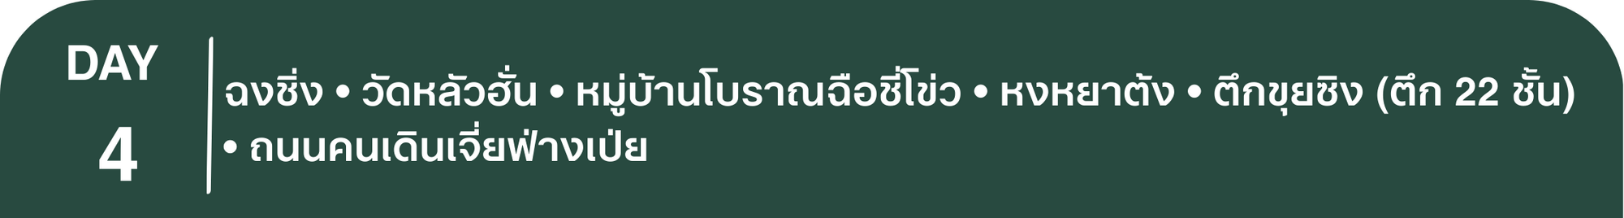 DAY
4
ฉงชิ่ง • วัดหลัวฮั่น • หมู่บ้านโบราณฉือชี่โข่ว • หงหยาต้ง • ตึกขุยซิง (ตึก 22 ชั้น)
• ถนนคนเดินเจี่ยฟ่างเป่ย